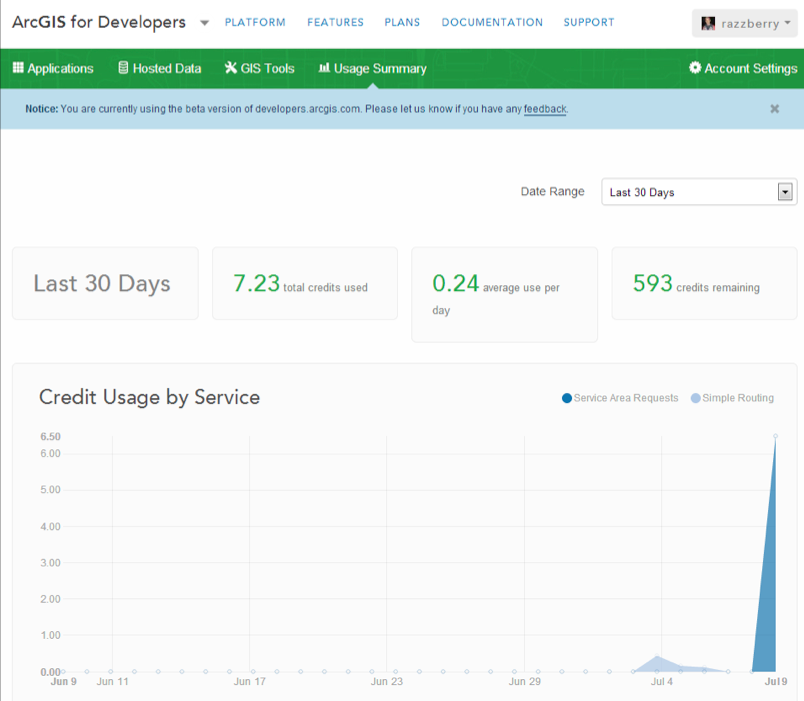 ArcGIS for Developers PLATFORM FEATURES PLANS DOCUMENTATION SUPPORT razzberry
Applications Hosted Data GIS Tools Usage Summary Account Settings
Notice: You are currently using the beta version of developers.arcgis.com. Please let us know if you have any feedback.
Date Range Last 30 Days
Last 30 Days
7.23 total credits used
0.24 average use per
day
593 credits remaining
Credit Usage by Service
Service Area Requests Simple Routing
6.50
6.00
5.00
4.00
3.00
2.00
1.00
0.00
Jun 9 Jun 11 Jun 17 Jun 23 Jun 29 Jul 4 Jul9